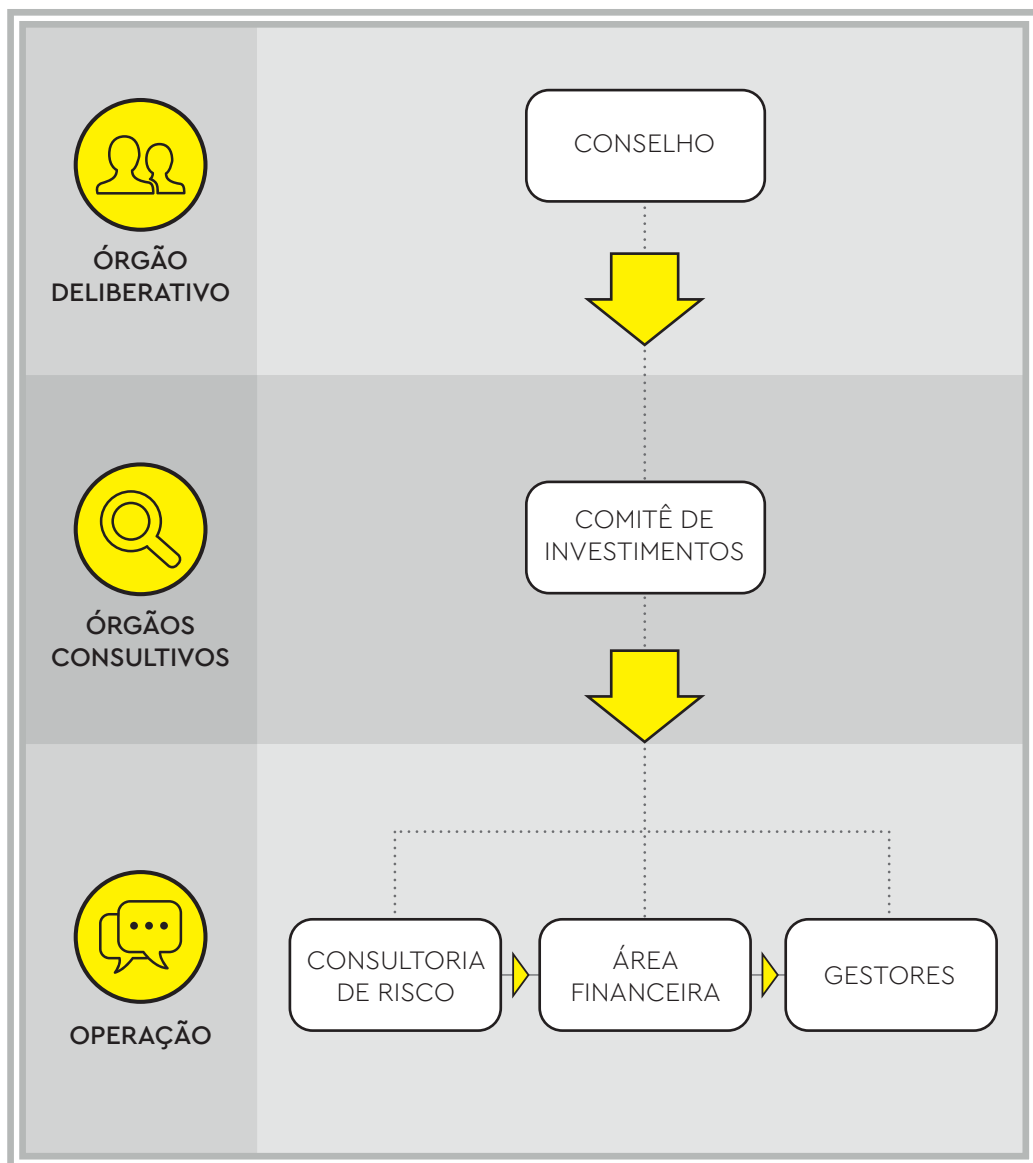 CONSELHO
ÓRGÃO
DELIBERATIVO
COMITÊ DE
INVESTIMENTOS
ÓRGÃOS
CONSULTIVOS
CONSULTORIA
DE RISCO
ÁREA
FINANCEIRA
GESTORES
OPERAÇÃO